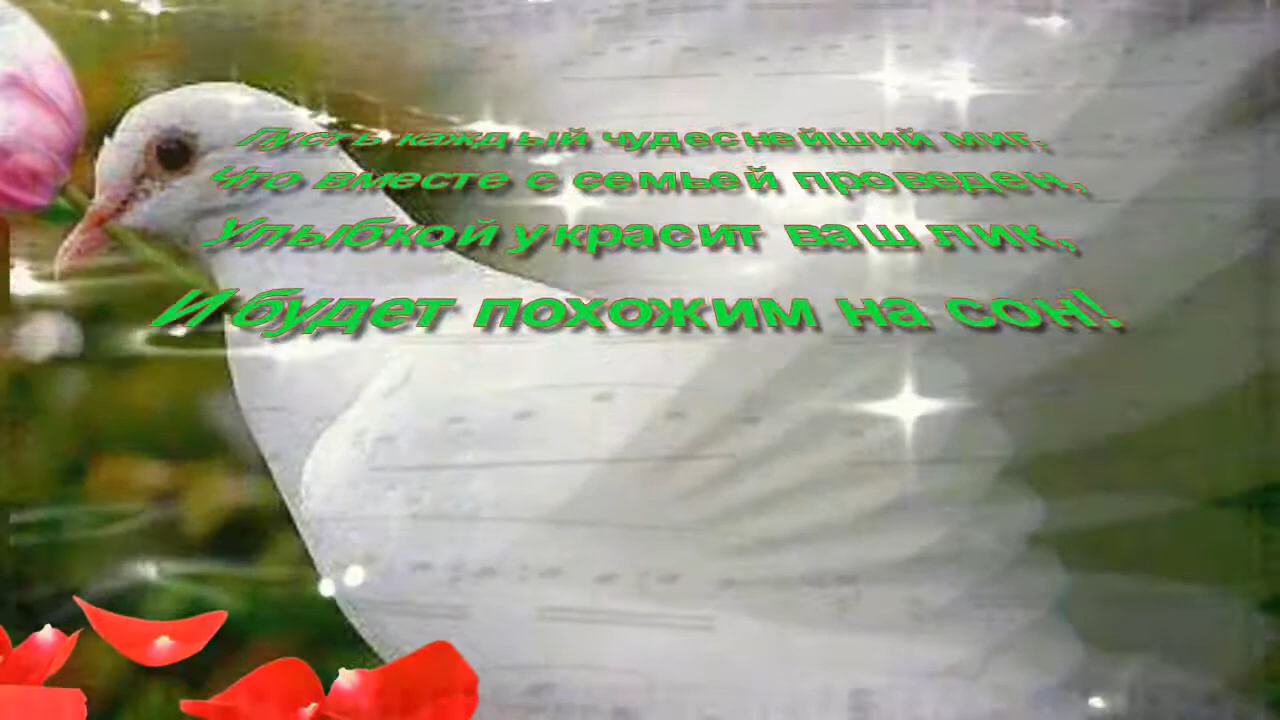 Пусть каждый чудеснейший миг,
Что вместе с семьей проведен,
Улыбкой украсит ваш лик,
И будет похожим на сон!